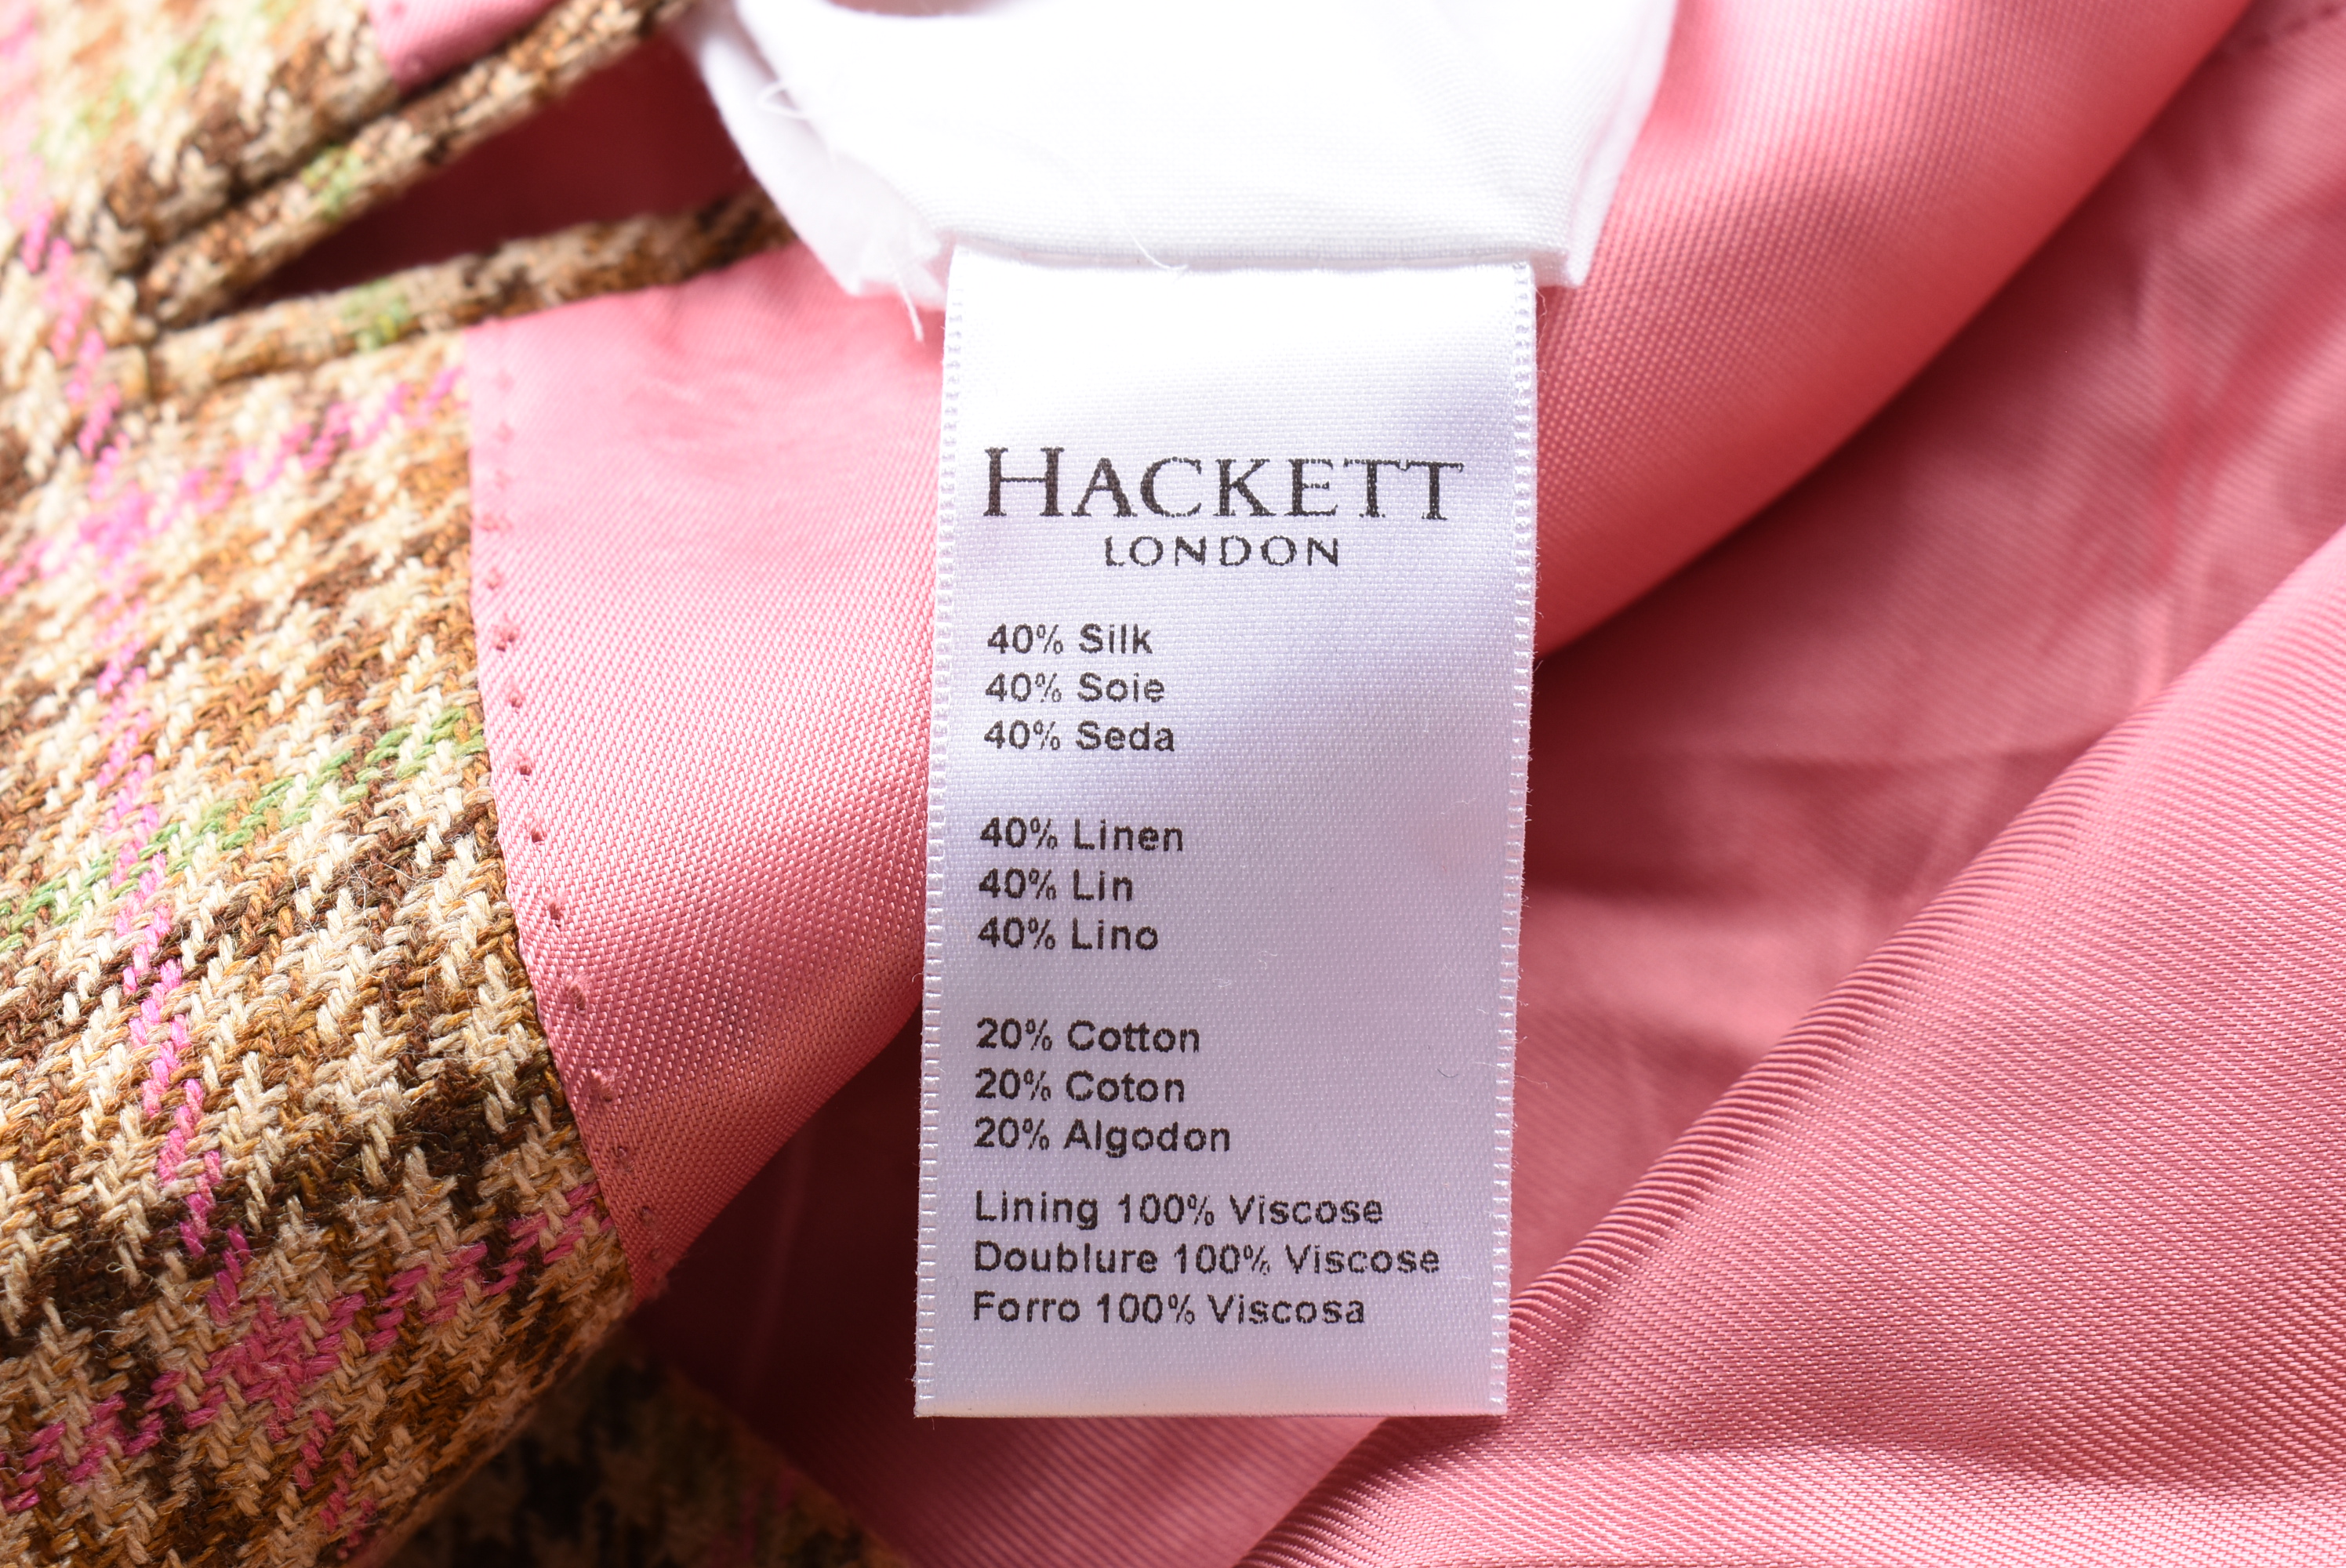 HACKETT
LONDON
40% Silk
40% Soie
40% Seda
40% Linen
40% Lin
40% Lino
20% Cotton
20% Coton
20% Algodon
Lining 100% Viscose
Doublure 100% Viscose
Forro 100% Viscosa